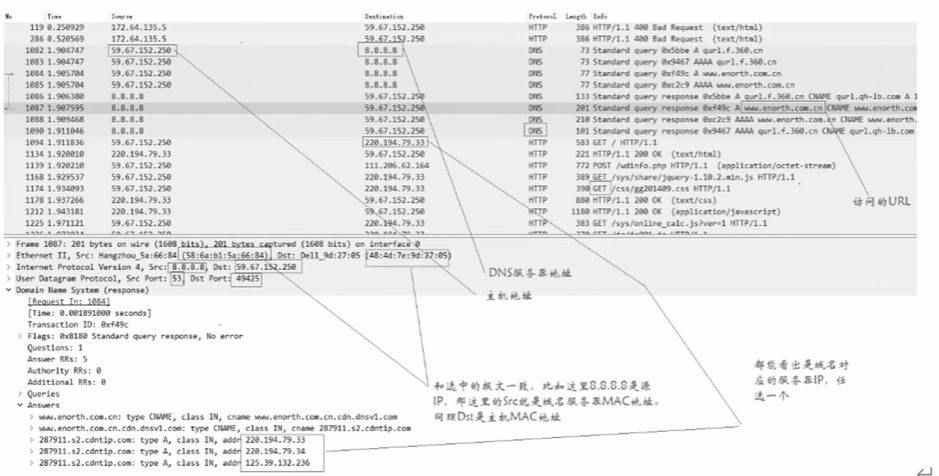 No Time Source Destination Protocol Length Info
119 0.250929 172.64.135.5 59.67.152.250 HTTP 386 HTTP/1.1 400 Bad Request (text/html)
286 0.520569 172.64.135.5 59.67.152.250 HTTP 386 HTTP/1.1 400 Bad Request (text/html)
1082 1.904747 59.67.152.250 8.8.8.8 DNS 73 Standard query 0x5bbe A qurl.f.360.cn
1083 1.904747 59.67.152.250 8.8.8.8 DNS 73 Standard query 0x9467 AAAA qurl.f.360.cn
1084 1.905704 59.67.152.250 8.8.8.8 DNS 77 Standard query 0xf49c A www.enorth.com.cn
1085 1.905704 59.67.152.250 8.8.8.8 DNS 77 Standard query 0xc2c9 AAAA www.enorth.com.cn
1086 1.906380 8.8.8.8 59.67.152.250 DNS 133 Standard query response 0x5bbe A qurl.f.360.cn CNAME qurl.qh-lb.com A
1087 1.907595 8.8.8.8 59.67.152.250 DNS 201 Standard query response 0xf49c A www.enorth.com.cn CNAME www.enorth.com
1088 1.909468 8.8.8.8 59.67.152.250 DNS 210 Standard query response 0xc2c9 AAAA www.enorth.com.cn CNAME www.enorth.com
1090 1.911046 8.8.8.8 59.67.152.250 DNS 101 Standard query response 0x9467 AAAA qurl.f.360.cn CNAME qurl.qh-lb.com
1094 1.911836 59.67.152.250 220.194.79.33 HTTP 583 GET / HTTP/1.1
1134 1.920010 220.194.79.33 59.67.152.250 HTTP 221 HTTP/1.1 200 OK (text/html)
1139 1.920210 59.67.152.250 111.206.62.164 HTTP 772 POST /wdinfo.php HTTP/1.1 (application/octet-stream)
1168 1.929537 59.67.152.250 220.194.79.33 HTTP 389 GET /sys/share/jquery-1.10.2.min.js HTTP/1.1
1174 1.934093 59.67.152.250 220.194.79.33 HTTP 390 GET /css/gg201409.css HTTP/1.1
1178 1.937266 220.194.79.33 59.67.152.250 HTTP 880 HTTP/1.1 200 OK (text/css)
1212 1.943181 220.194.79.33 59.67.152.250 HTTP 1180 HTTP/1.1 200 OK (application/javascript)
1225 1.971121 59.67.152.250 220.194.79.33 HTTP 383 GET /sys/online_calc.js?ver=1 HTTP/1.1
访问的URL
Frame 1087: 201 bytes on wire (1608 bits), 201 bytes captured (1608 bits) on interface 0
Ethernet II, Src: Hangzhou_5a:66:84 (58:6a:b1:5a:66:84), Dst: Dell_9d:27:05 (48:4d:7e:9d:27:05)
Internet Protocol Version 4, Src: 8.8.8.8, Dst: 59.67.152.250
User Datagram Protocol, Src Port: 53, Dst Port: 49425
Domain Name System (response)
[Request In: 1084]
[Time: 0.001891000 seconds]
Transaction ID: 0xf49c
Flags: 0x8180 Standard query response, No error
Questions: 1
Answer RRs: 5
Authority RRs: 0
Additional RRs: 0
Queries
Answers
www.enorth.com.cn: type CNAME, class IN, cname www.enorth.com.cn.cdn.dnsv1.com
www.enorth.com.cn.cdn.dnsv1.com: type CNAME, class IN, cname 287911.s2.cdntip.com
287911.s2.cdntip.com: type A, class IN, addr 220.194.79.33
287911.s2.cdntip.com: type A, class IN, addr 220.194.79.34
287911.s2.cdntip.com: type A, class IN, addr 125.39.132.236
DNS服务器地址
主机地址
和选中的报文一致，比如这里8.8.8.8是源
IP，那这里的Src就是域名服务器MAC地址。
同理Dst是主机MAC地址
都能看出是域名对
应的服务器IP，任
选一个